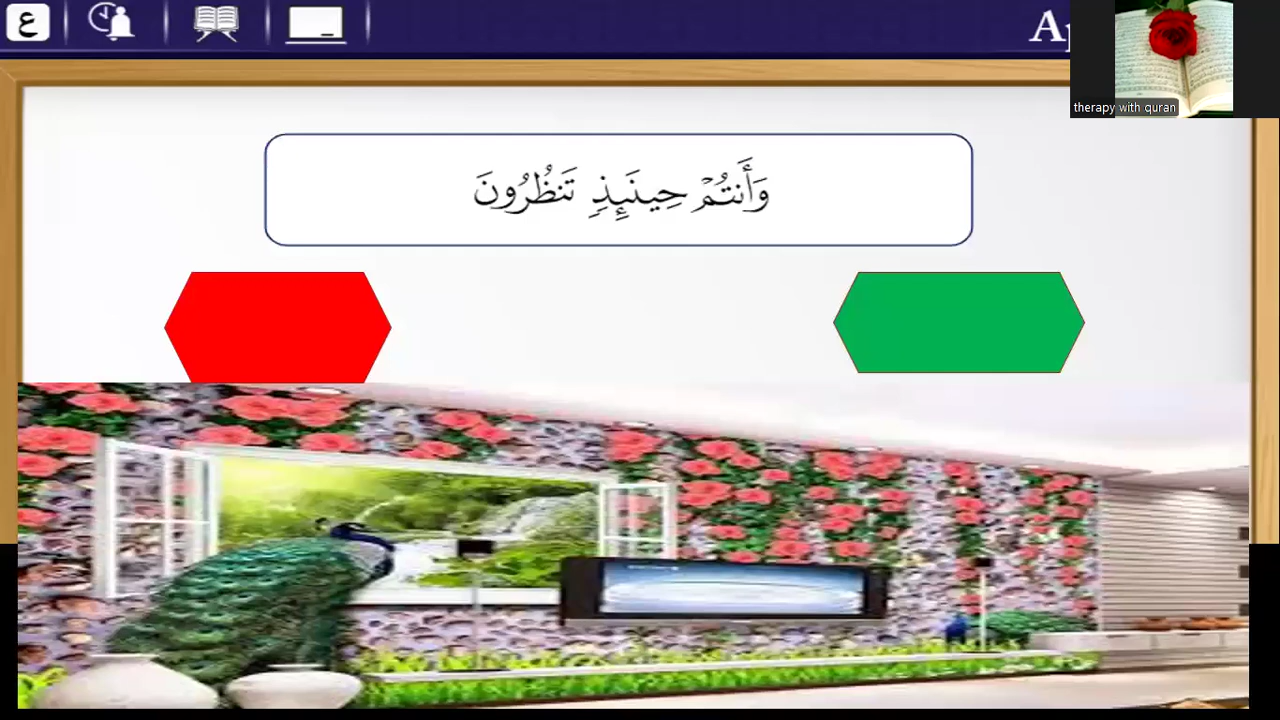 ع
Ap
therapy with quran
وَأَنتُمْ حِينَئِذٍ تَنظُرُونَ